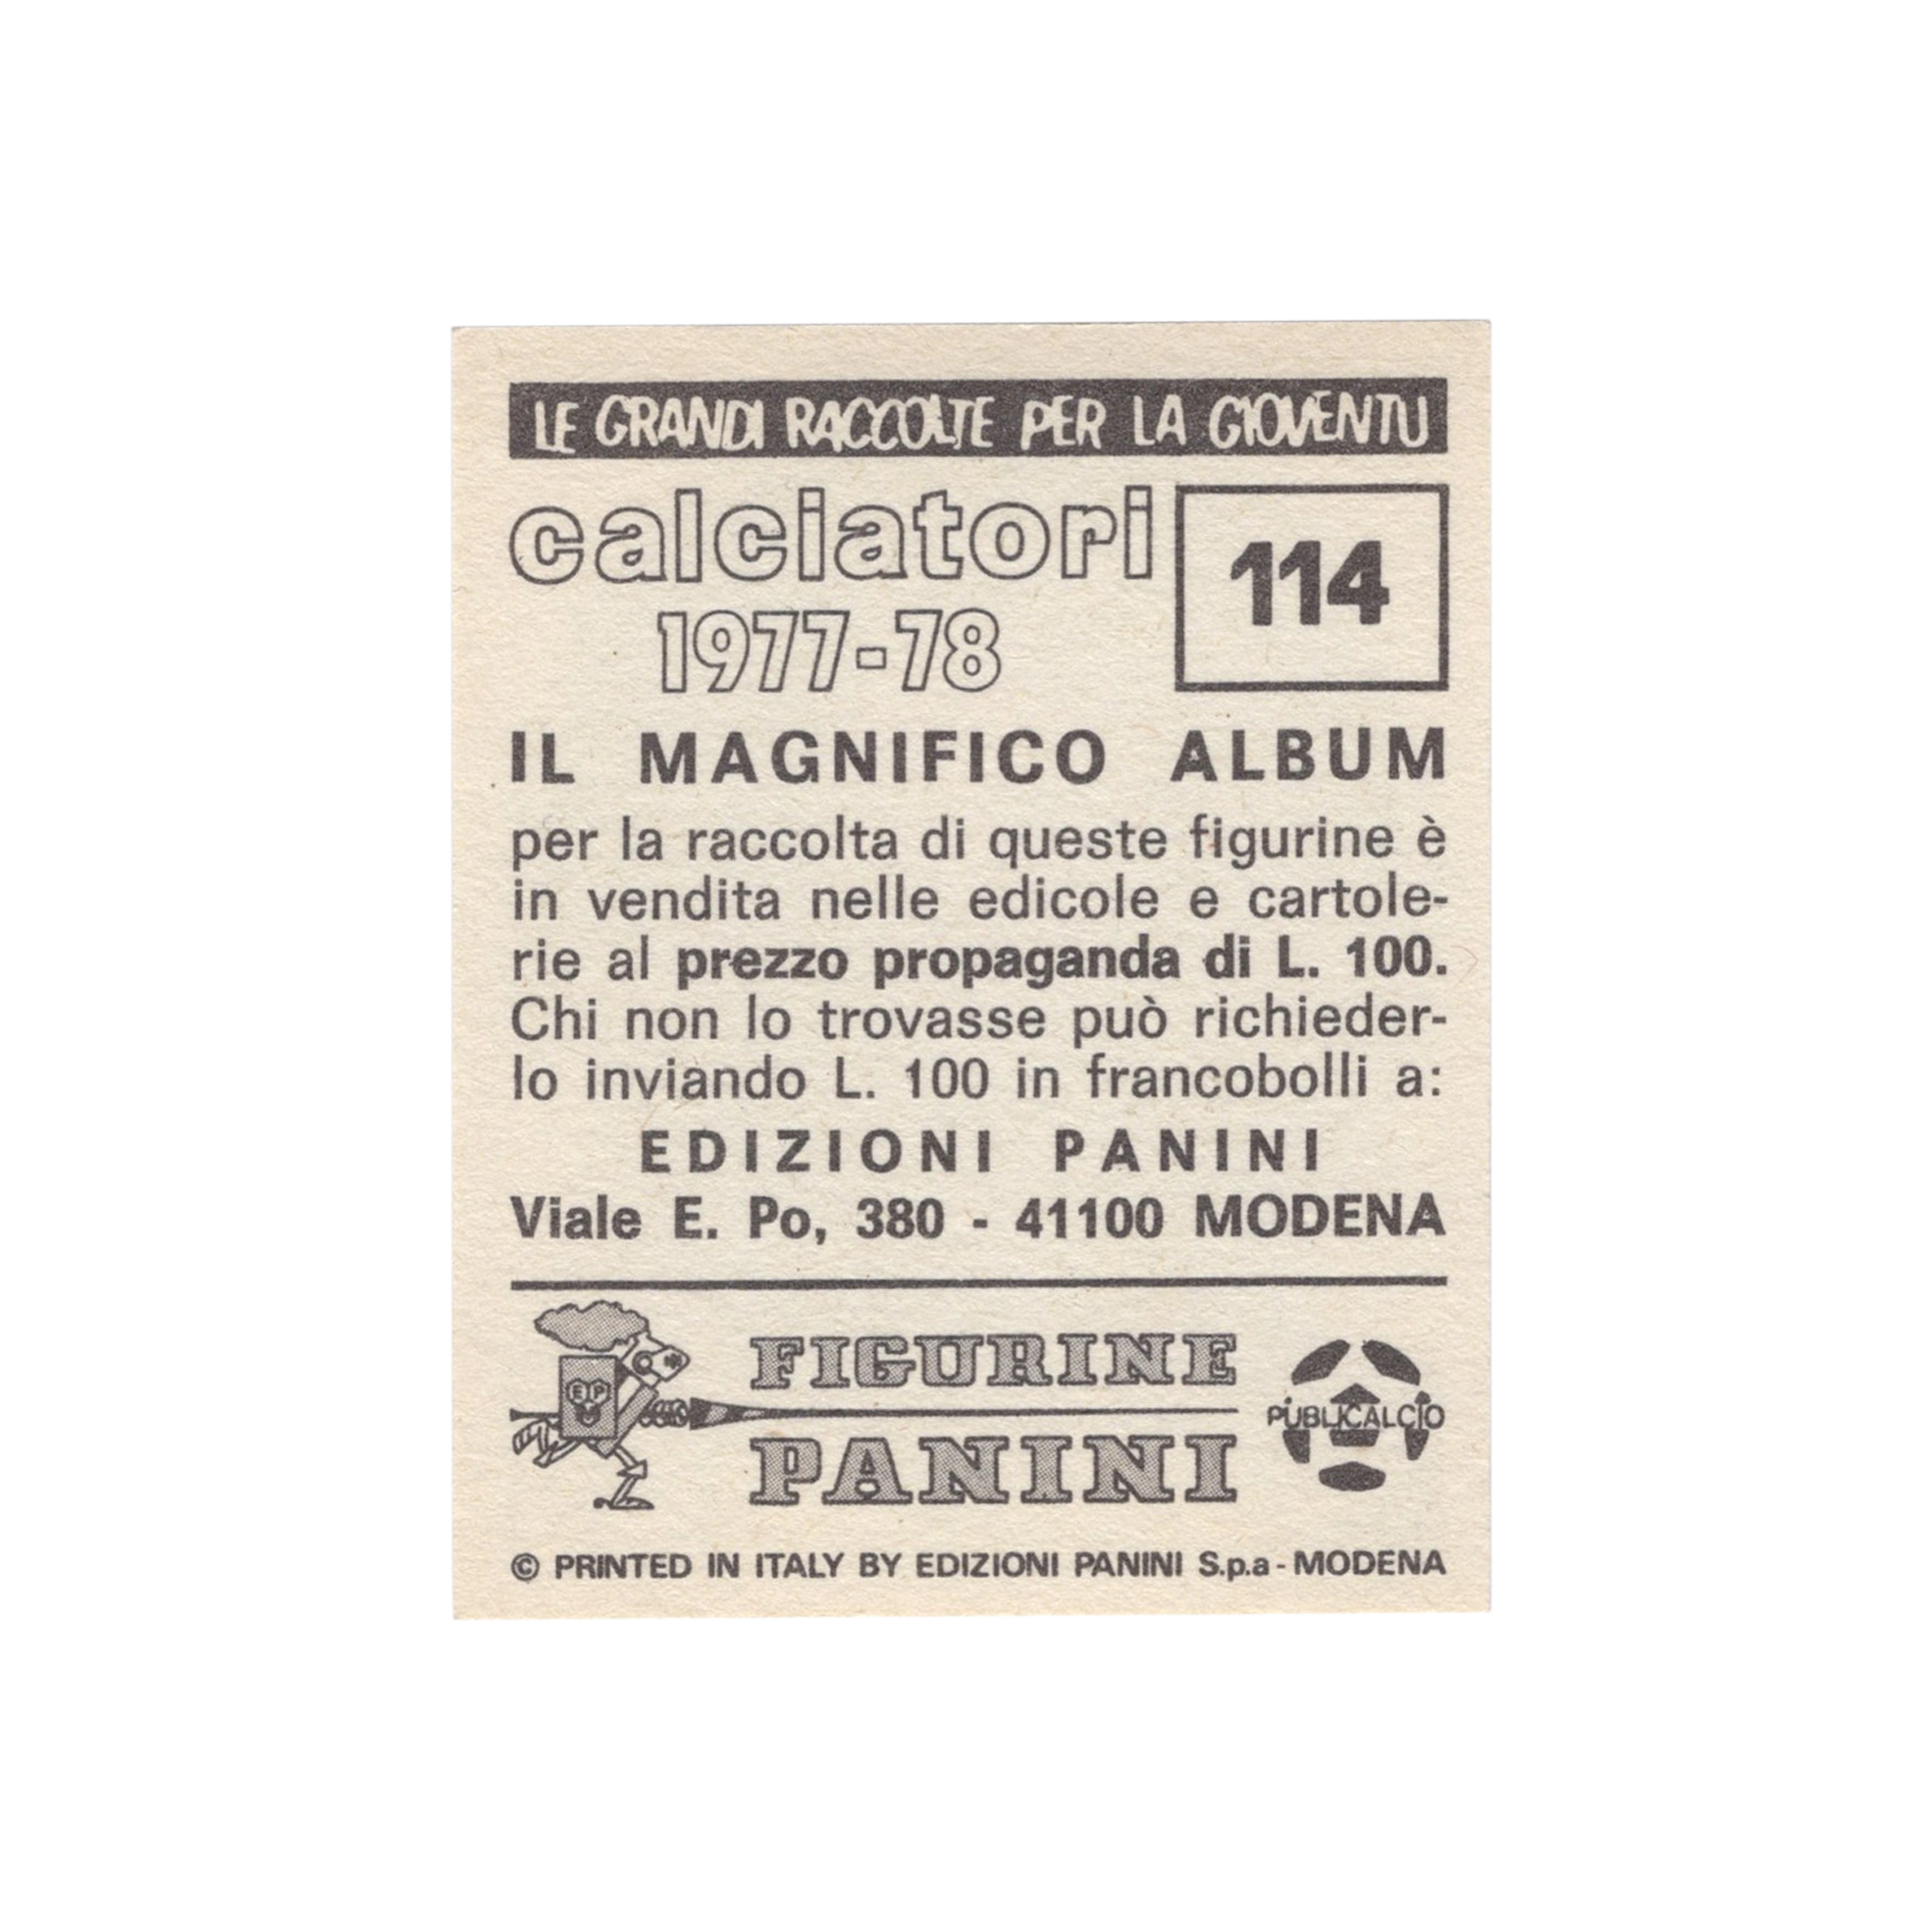 LE GRANDI RACCOLTE PER LA GIOVENTU
calciatori
114
1977-78
IL MAGNIFICO ALBUM
per la raccolta di queste figurine è
in vendita nelle edicole e cartole-
rie al prezzo propaganda di L. 100.
Chi non lo trovasse può richieder-
lo inviando L. 100 in francobolli a:
EDIZIONI PANINI
Viale E. Po, 380 - 41100 MODENA
EP
FIGURINE
PANINI
PUBLICALCIO
© PRINTED IN ITALY BY EDIZIONI PANINI S.p.a - MODENA